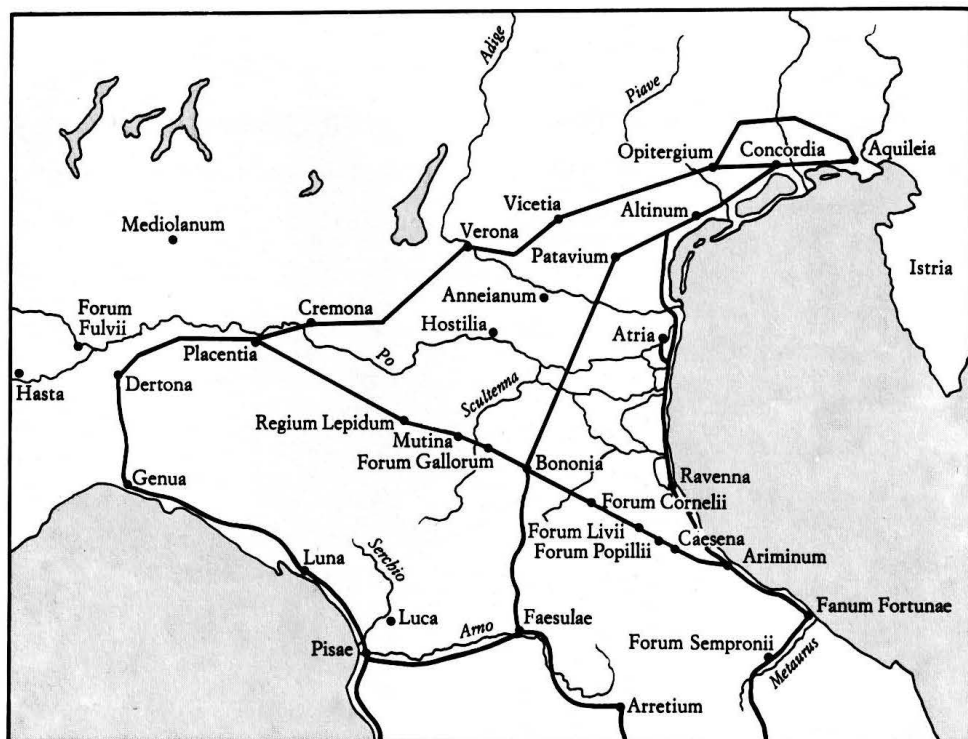 Adige
Piave
Opitergium
Concordia
Aquileia
Mediolanum
Vicetia
Altinum
Verona
Patavium
Istria
Forum
Fulvii
Cremona
Anneianum
Hostilia
Atria
Placentia
Po
Hasta
Dertona
Scultenna
Regium Lepidum
Mutina
Forum Gallorum
Bononia
Genua
Ravenna
Forum Cornelii
Forum Livii
Forum Popillii
Caesena
Ariminum
Luna
Serchio
Luca
Arno
Faesulae
Fanum Fortunae
Pisae
Forum Sempronii
Metaurus
Arretium